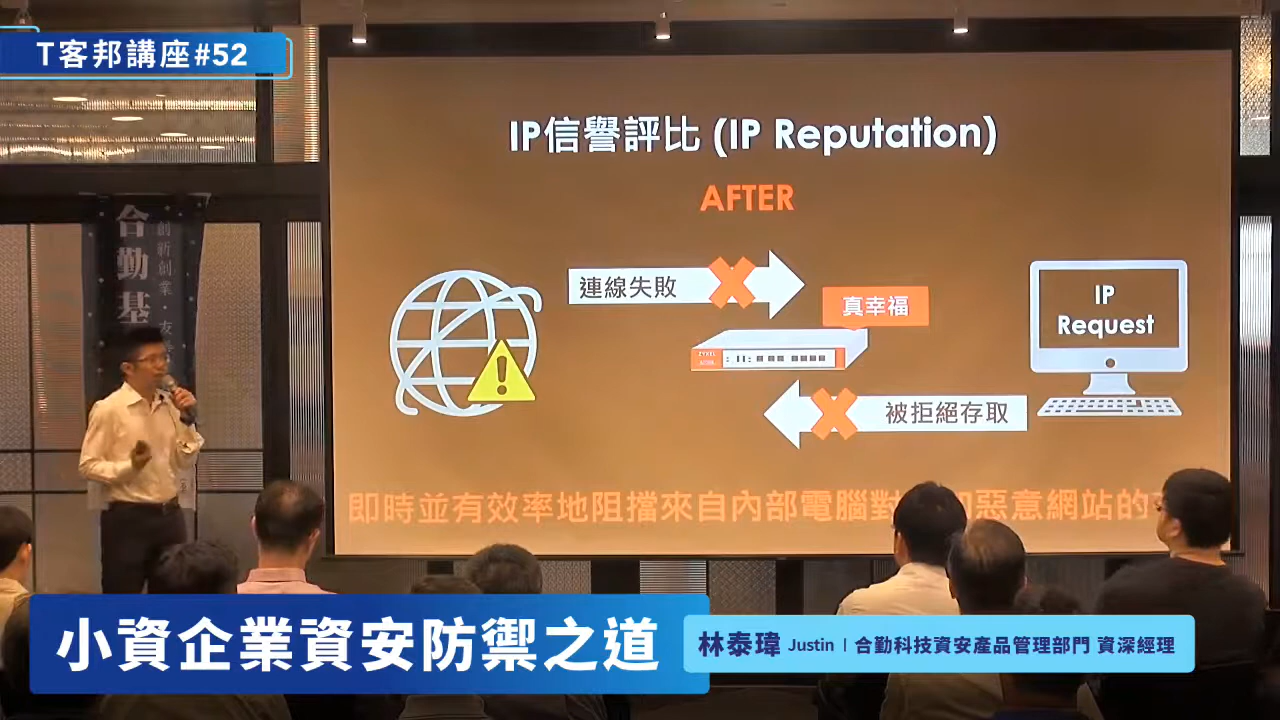 T客邦講座#52
IP信譽評比 (IP Reputation)
AFTER
合勤基
創新創業・友善
連線失敗
真幸福
IP
Request
ZYXEL
被拒絕存取
即時並有效率地阻擋來自內部電腦對
惡意網站的
小資企業資安防禦之道
林泰瑋 Justin | 合勤科技資安產品管理部門 資深經理